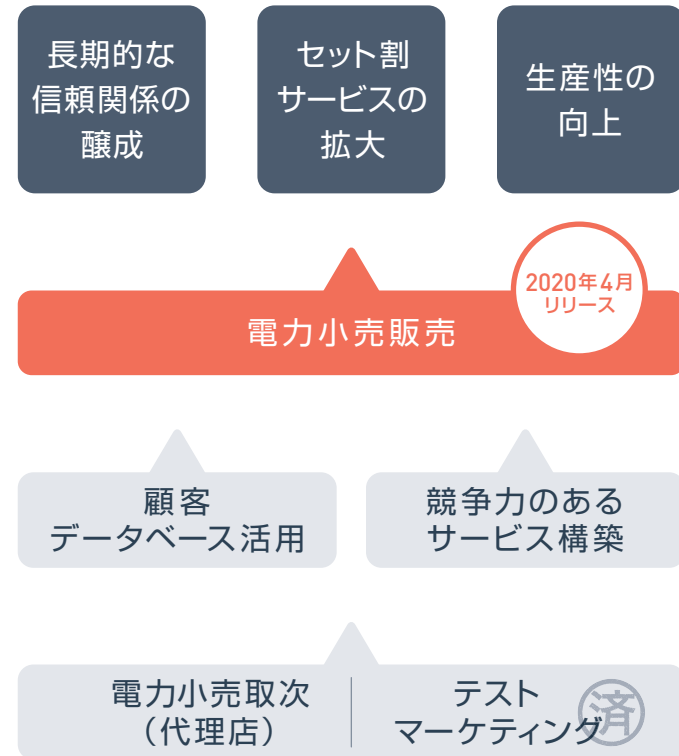 長期的な
信頼関係の
醸成
セット割
サービスの
拡大
生産性の
向上
2020年4月
リリース
電力小売販売
顧客
データベース活用
競争力のある
サービス構築
電力小売取次
（代理店）
テスト
マーケティング
済